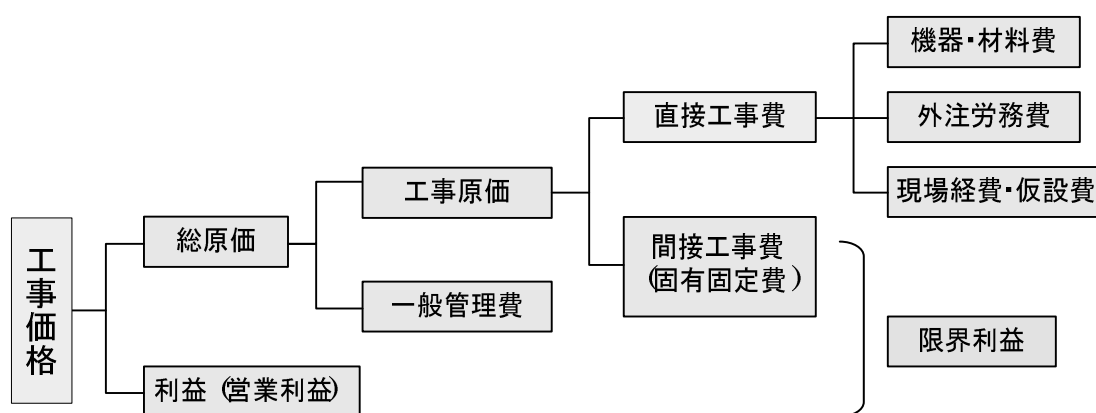 工事価格
総原価
利益（営業利益）
工事原価
一般管理費
直接工事費
間接工事費
（固有固定費）
機器・材料費
外注労務費
現場経費・仮設費
限界利益